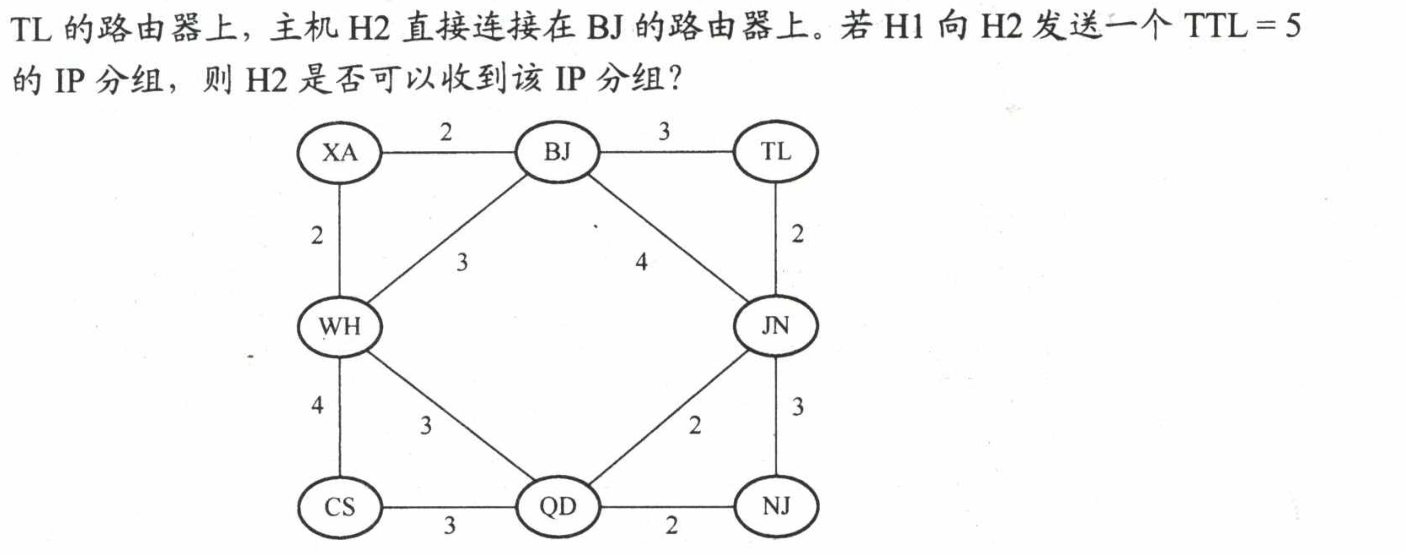 TL 的路由器上，主机 H2 直接连接在 BJ 的路由器上。若 H1 向 H2 发送一个 TTL = 5
的 IP 分组，则 H2 是否可以收到该 IP 分组？
2 3
XA BJ TL
2 2
3 4
WH JN
4 3
3 2
CS QD NJ
3 2